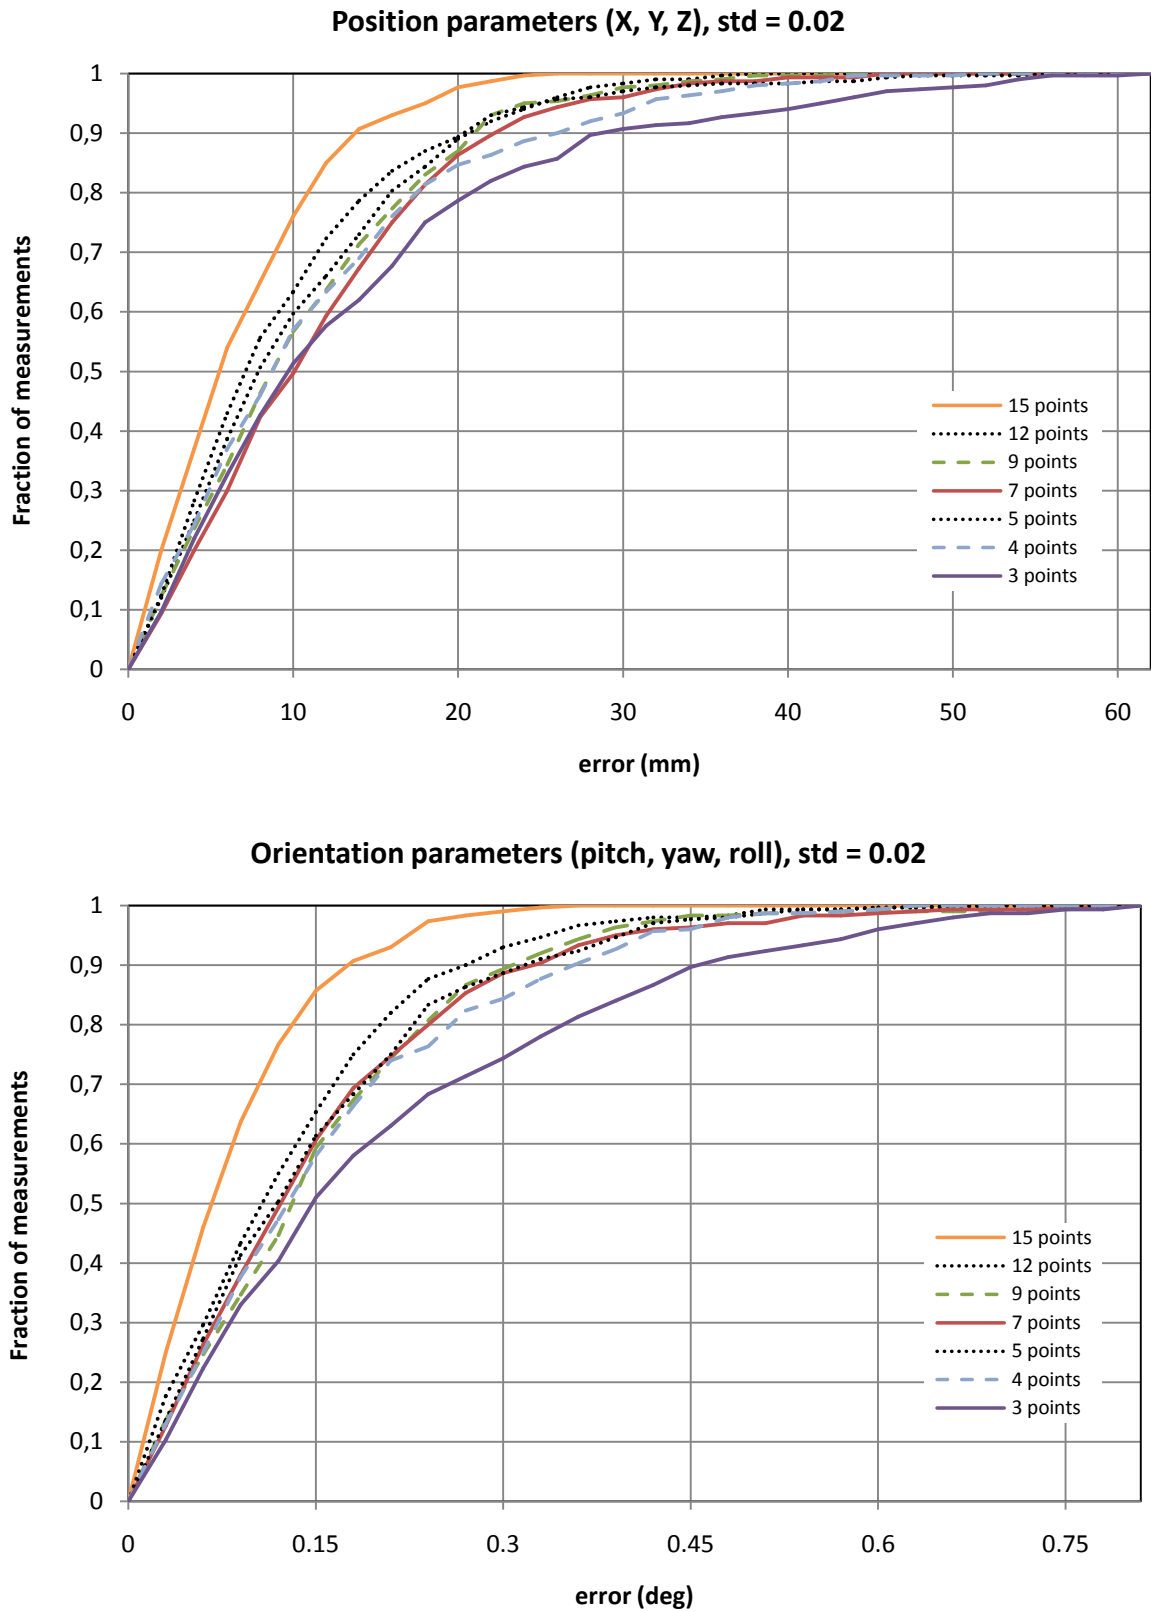 Position parameters (X, Y, Z), std = 0.02
1
0,9
0,8
0,7
0,6
0,5
0,4
0,3
0,2
0,1
0
Fraction of measurements
15 points
12 points
9 points
7 points
5 points
4 points
3 points
0 10 20 30 40 50 60
error (mm)
Orientation parameters (pitch, yaw, roll), std = 0.02
1
0,9
0,8
0,7
0,6
0,5
0,4
0,3
0,2
0,1
0
Fraction of measurements
15 points
12 points
9 points
7 points
5 points
4 points
3 points
0 0.15 0.3 0.45 0.6 0.75
error (deg)